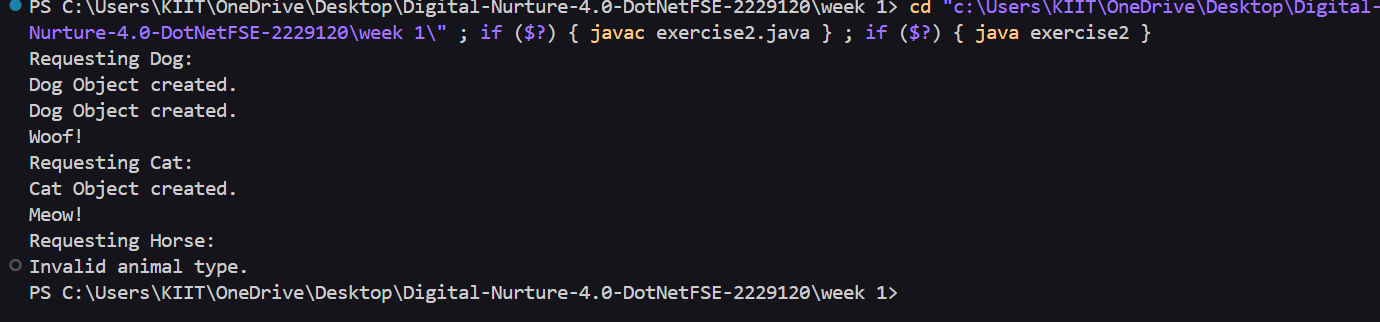 PS C:\Users\KIIT\OneDrive\Desktop\Digital-Nurture-4.0-DotNetFSE-2229120\week 1> cd "c:\Users\KIIT\OneDrive\Desktop\Digital-
Nurture-4.0-DotNetFSE-2229120\week 1\" ; if ($?) { javac exercise2.java } ; if ($?) { java exercise2 }
Requesting Dog:
Dog Object created.
Dog Object created.
Woof!
Requesting Cat:
Cat Object created.
Meow!
Requesting Horse:
Invalid animal type.
PS C:\Users\KIIT\OneDrive\Desktop\Digital-Nurture-4.0-DotNetFSE-2229120\week 1>